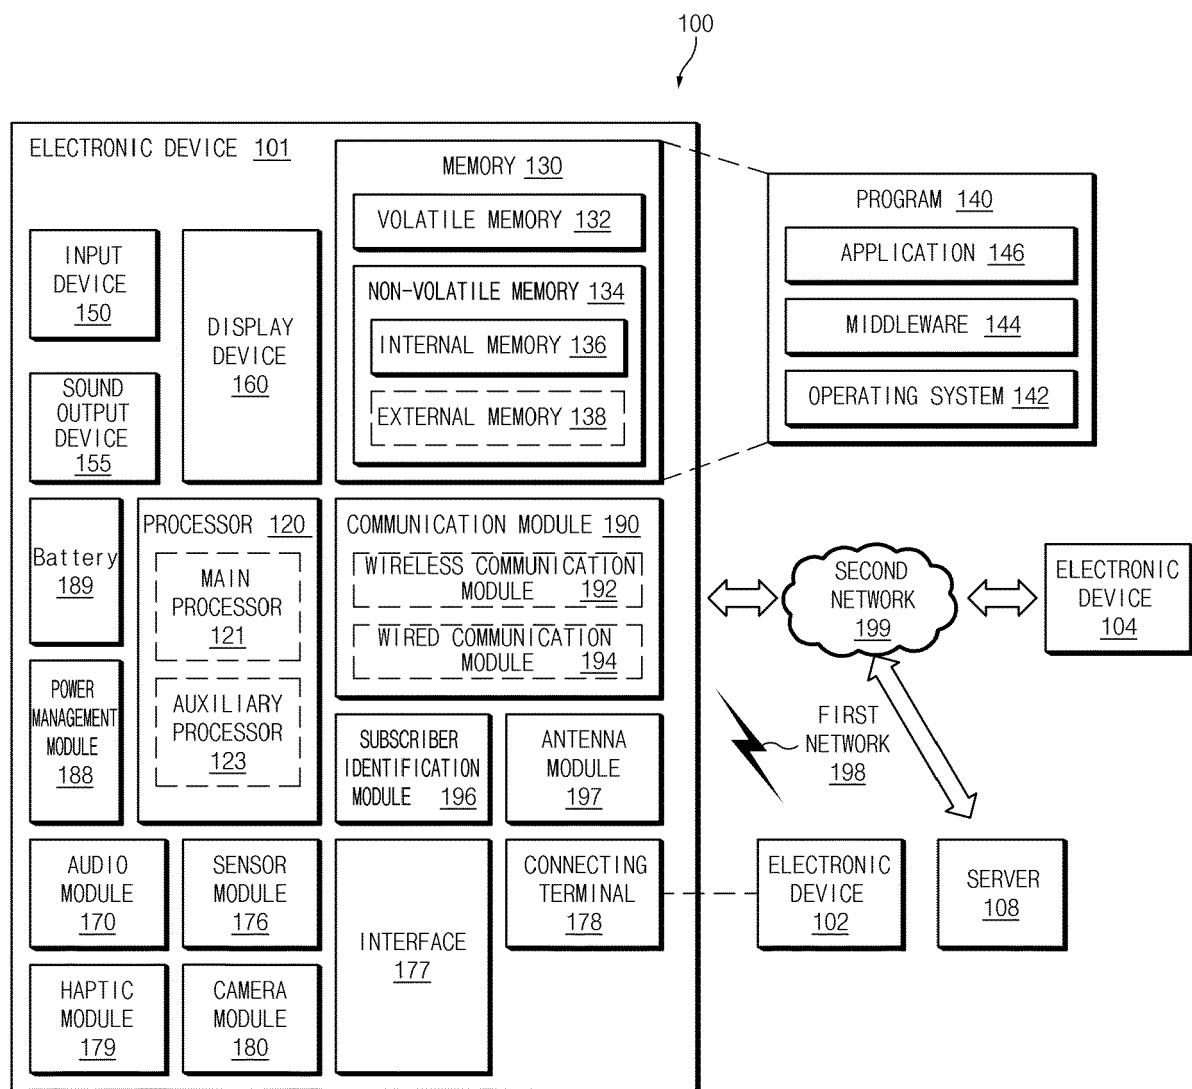 100
ELECTRONIC DEVICE 101
MEMORY 130
VOLATILE MEMORY 132
NON-VOLATILE MEMORY 134
INTERNAL MEMORY 136
EXTERNAL MEMORY 138
PROGRAM 140
APPLICATION 146
MIDDLEWARE 144
OPERATING SYSTEM 142
INPUT
DEVICE
150
DISPLAY
DEVICE
160
SOUND
OUTPUT
DEVICE
155
Battery
189
PROCESSOR 120
MAIN
PROCESSOR
121
AUXILIARY
PROCESSOR
123
COMMUNICATION MODULE 190
WIRELESS COMMUNICATION
MODULE 192
WIRED COMMUNICATION
MODULE 194
SECOND
NETWORK
199
ELECTRONIC
DEVICE
104
POWER
MANAGEMENT
MODULE
188
SUBSCRIBER
IDENTIFICATION
MODULE 196
ANTENNA
MODULE
197
FIRST
NETWORK
198
AUDIO
MODULE
170
SENSOR
MODULE
176
INTERFACE
177
CONNECTING
TERMINAL
178
ELECTRONIC
DEVICE
102
SERVER
108
HAPTIC
MODULE
179
CAMERA
MODULE
180